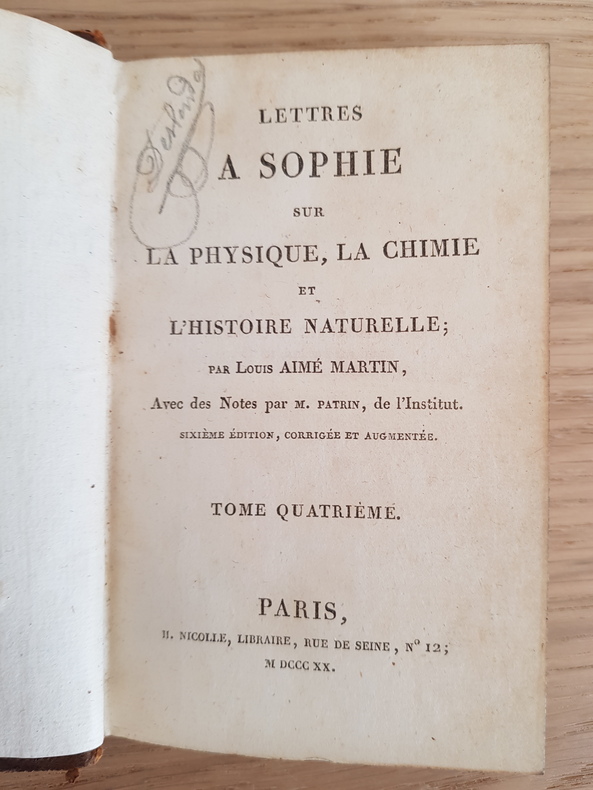 LETTRES
A SOPHIE
SUR
LA PHYSIQUE, LA CHIMIE
ET
L'HISTOIRE NATURELLE;
PAR LOUIS AIMÉ MARTIN,
Avec des Notes par M. PATRIN, de l'Institut.
SIXIÈME ÉDITION, CORRIGÉE ET AUGMENTÉE.
TOME QUATRIÈME.
PARIS,
H. NICOLLE, LIBRAIRE, RUE DE SEINE, Nº 12;
M DCCC XX.